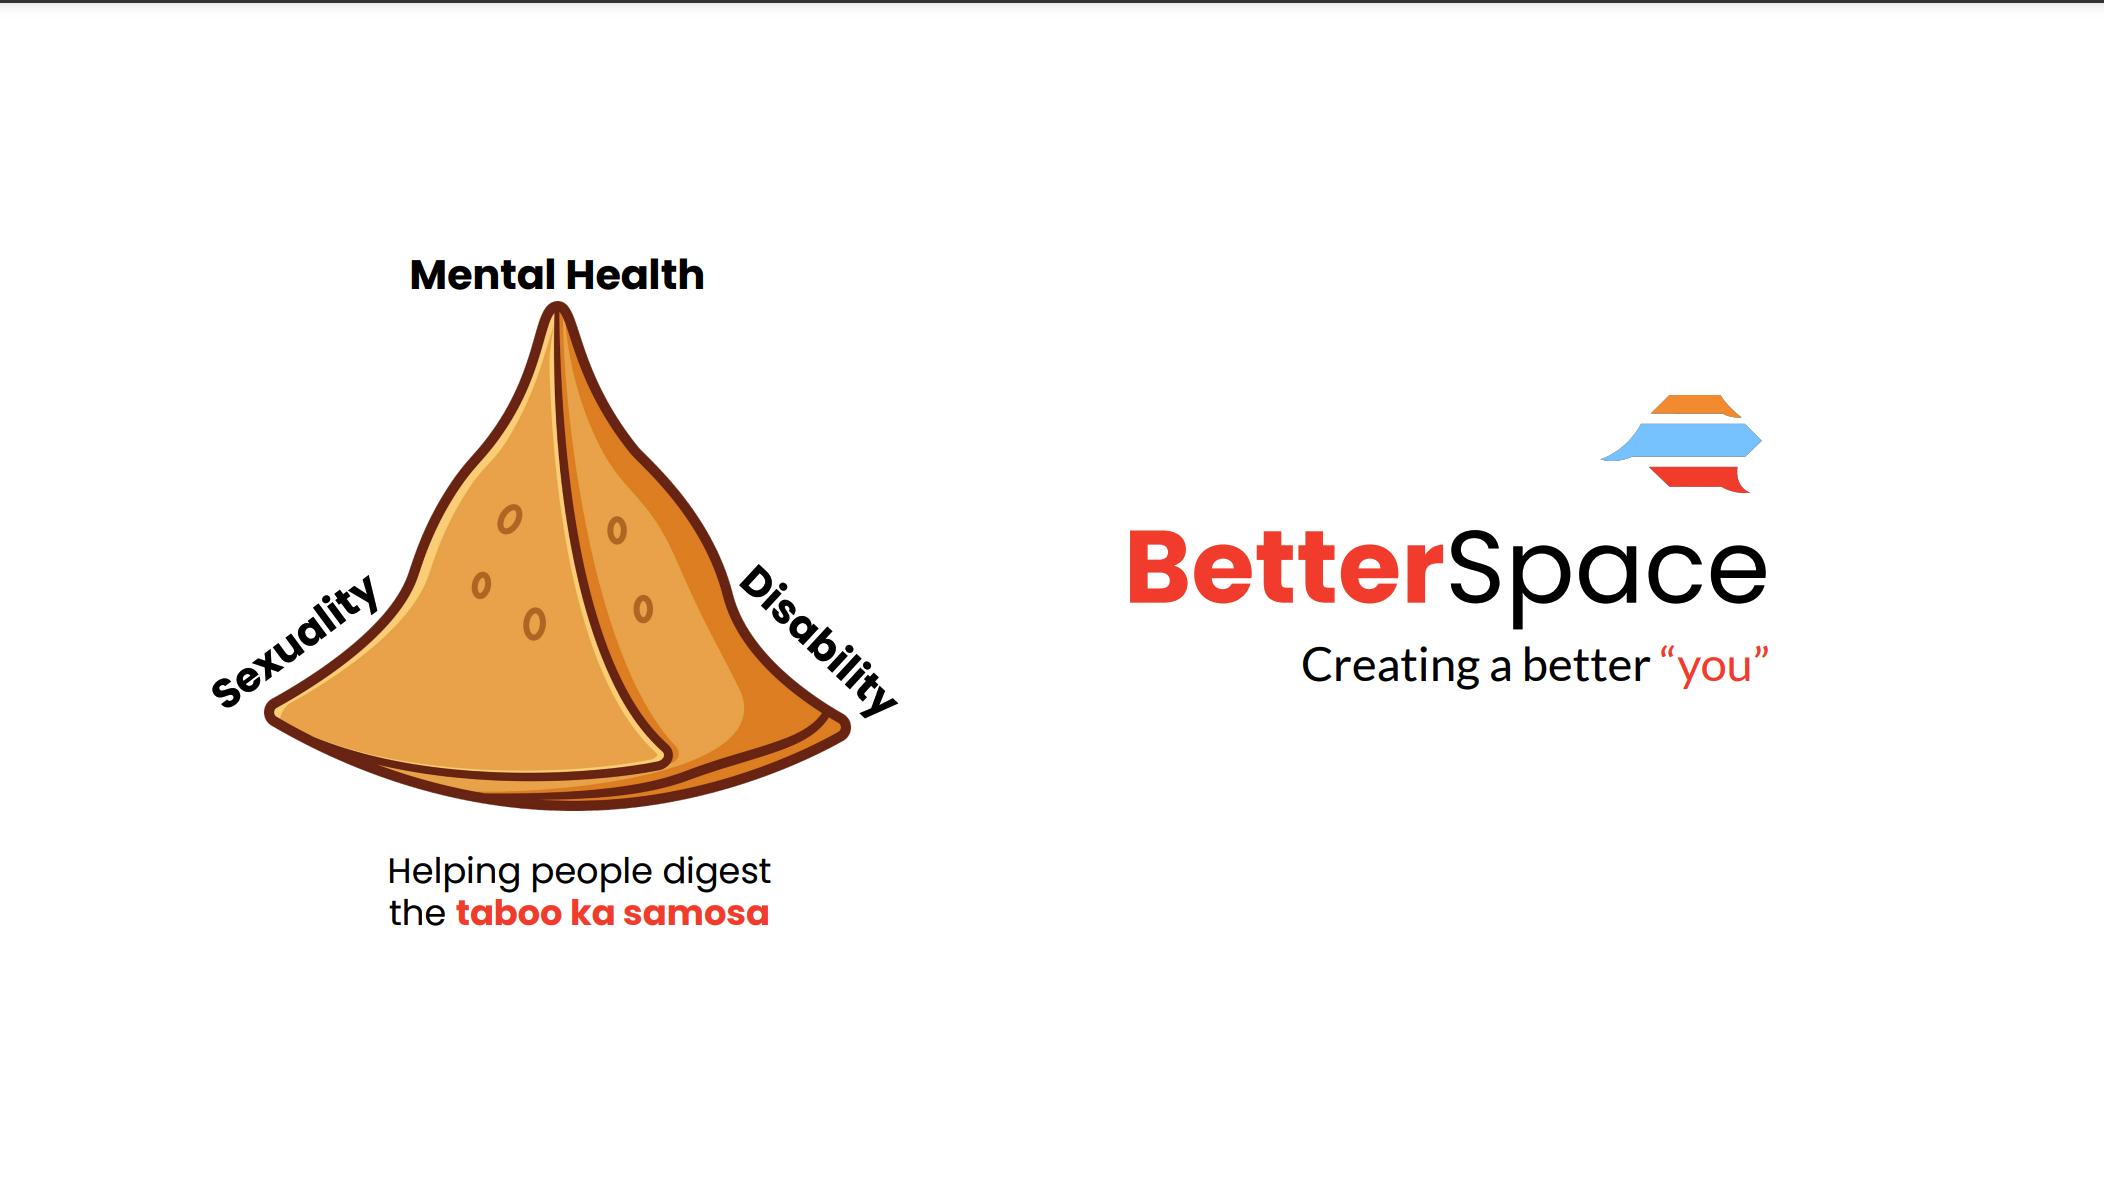 Mental Health
Sexuality
Disability
Helping people digest
the taboo ka samosa
BetterSpace
Creating a better “you”